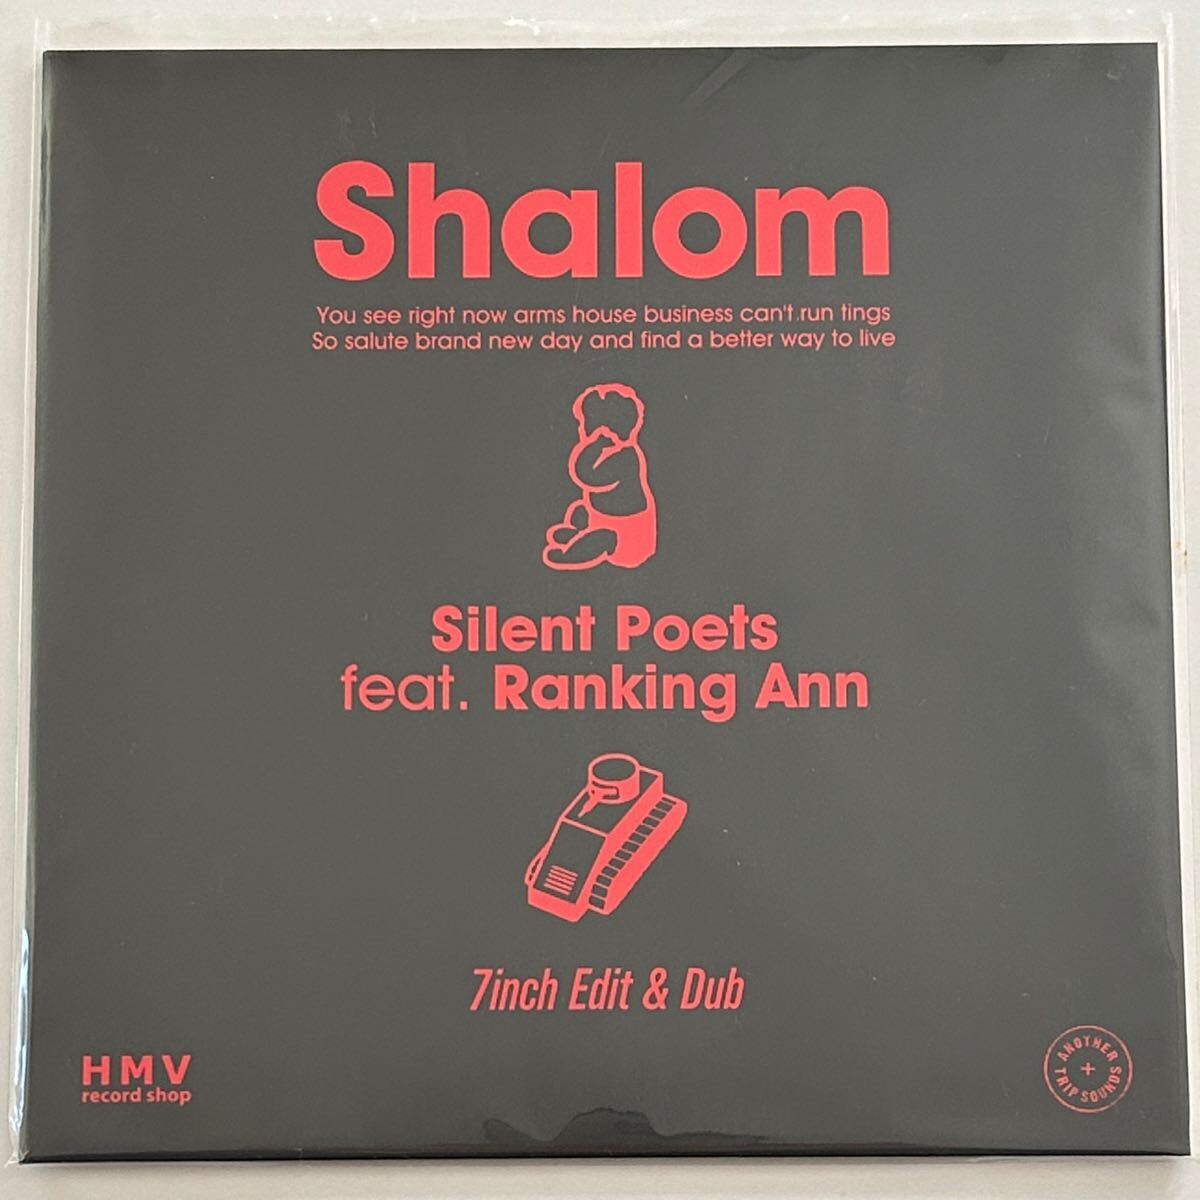 Shalom
You see right now arms house business can't run tings
So salute brand new day and find a better way to live
Silent Poets
feat. Ranking Ann
7inch Edit & Dub
HMV
record shop
ANOTHER
TRIP SOUNDS